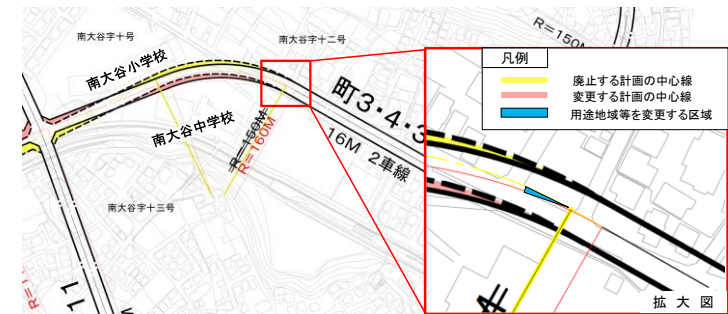 南大谷字十号
南大谷字十二号
南大谷小学校
南大谷中学校
南大谷字十三号
R=150M
R=160M
町3・4・3
16M 2車線
R=150M
11
凡例
廃止する計画の中心線
変更する計画の中心線
用途地域等を変更する区域
拡大図